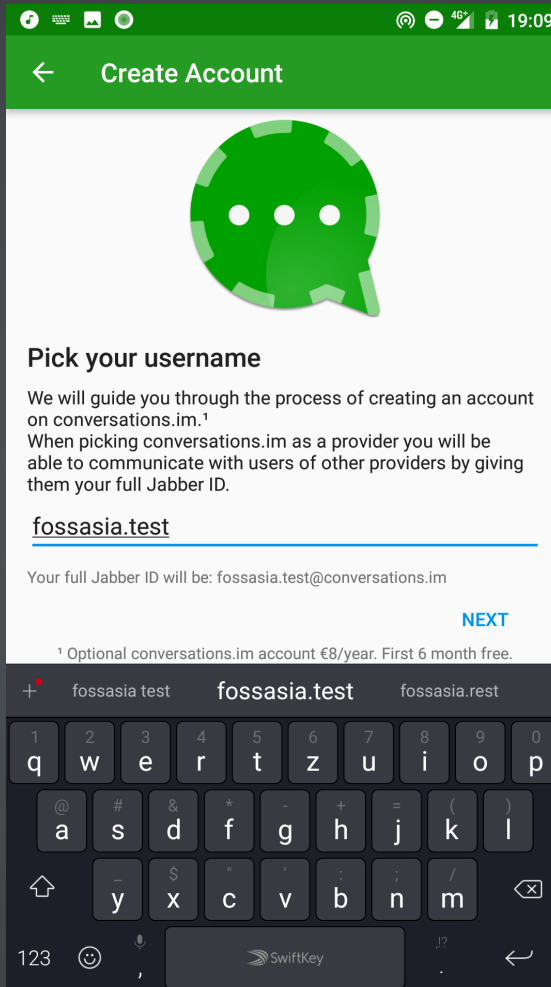 4G+ 19:09
Create Account
Pick your username
We will guide you through the process of creating an account
on conversations.im.¹
When picking conversations.im as a provider you will be
able to communicate with users of other providers by giving
them your full Jabber ID.
fossasia.test
Your full Jabber ID will be: fossasia.test@conversations.im
NEXT
¹ Optional conversations.im account €8/year. First 6 month free.
+ fossasia test fossasia.test fossasia.rest
1 2 3 4 5 6 7 8 9 0
q w e r t z u i o p
@ # & * - + = ( )
a s d f g h j k l
_ $ " ' : ; /
y x c v b n m
123 , SwiftKey ,!? .